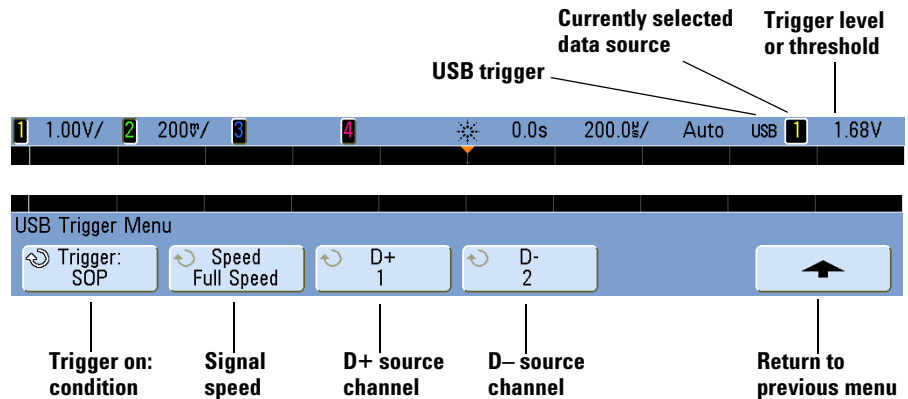 Currently selected
data source
Trigger level
or threshold
USB trigger
1 1.00V/ 2 200mV/ 3 4 0.0s 200.0µs/ Auto USB 1 1.68V
USB Trigger Menu
Trigger:
SOP
Speed
Full Speed
D+
1
D-
2
Trigger on:
condition
Signal
speed
D+ source
channel
D– source
channel
Return to
previous menu